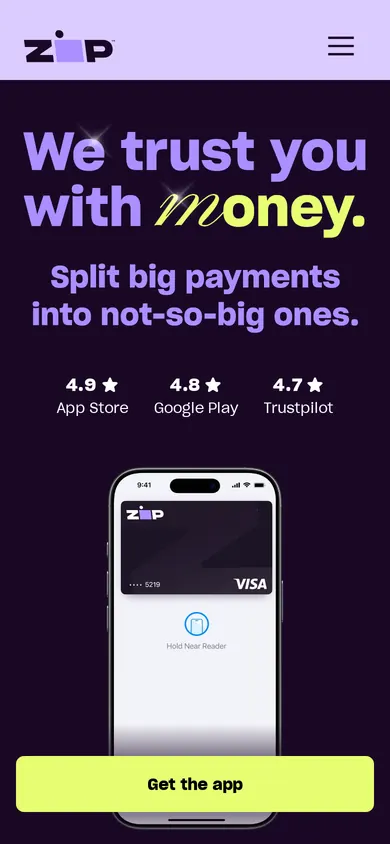 ZIP
We trust you
with money.
Split big payments
into not-so-big ones.
4.9 ★ 4.8 ★ 4.7 ★
App Store Google Play Trustpilot
9:41
ZIP
•••• 5219 VISA
Hold Near Reader
Get the app